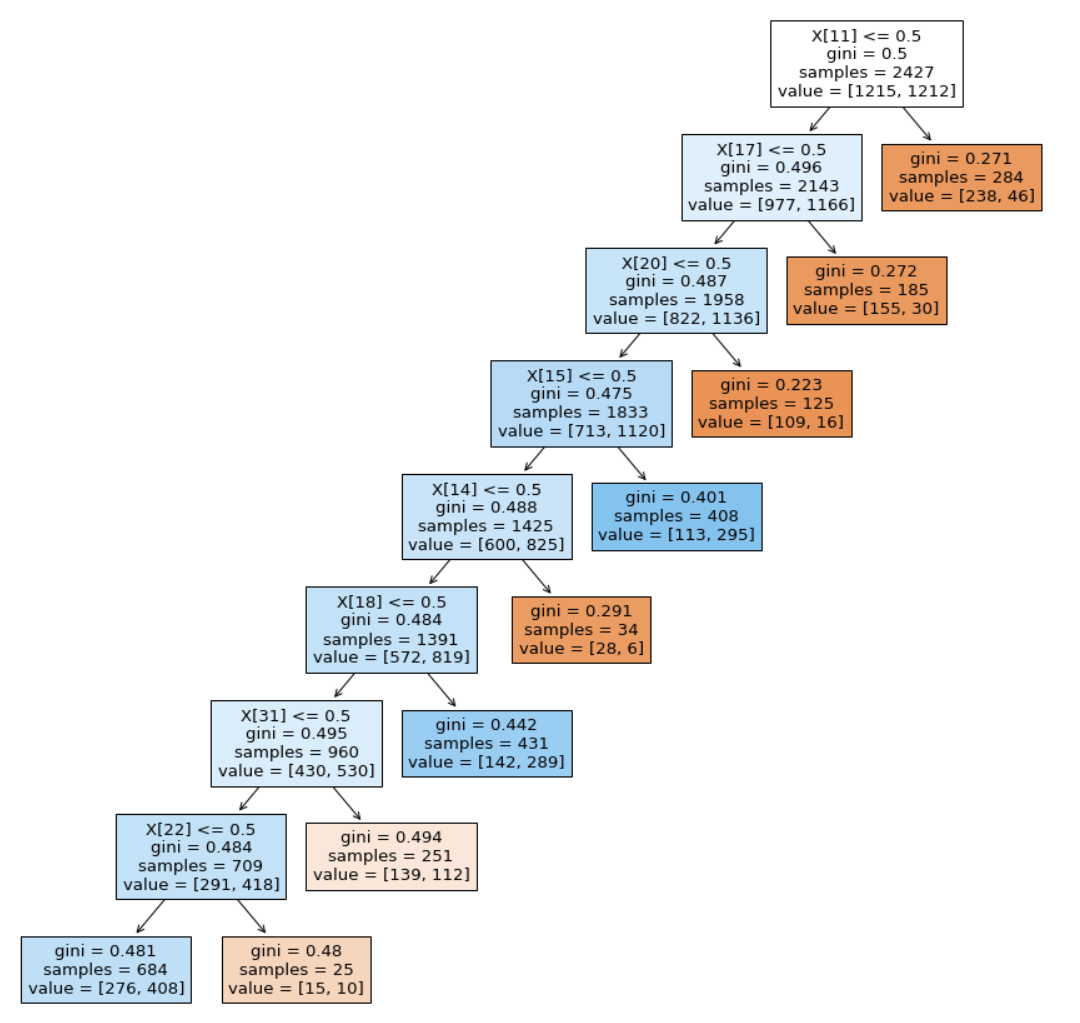 X[11] <= 0.5
gini = 0.5
samples = 2427
value = [1215, 1212]
X[17] <= 0.5
gini = 0.496
samples = 2143
value = [977, 1166]
gini = 0.271
samples = 284
value = [238, 46]
X[20] <= 0.5
gini = 0.487
samples = 1958
value = [822, 1136]
gini = 0.272
samples = 185
value = [155, 30]
X[15] <= 0.5
gini = 0.475
samples = 1833
value = [713, 1120]
gini = 0.223
samples = 125
value = [109, 16]
X[14] <= 0.5
gini = 0.488
samples = 1425
value = [600, 825]
gini = 0.401
samples = 408
value = [113, 295]
X[18] <= 0.5
gini = 0.484
samples = 1391
value = [572, 819]
gini = 0.291
samples = 34
value = [28, 6]
X[31] <= 0.5
gini = 0.495
samples = 960
value = [430, 530]
gini = 0.442
samples = 431
value = [142, 289]
X[22] <= 0.5
gini = 0.484
samples = 709
value = [291, 418]
gini = 0.494
samples = 251
value = [139, 112]
gini = 0.481
samples = 684
value = [276, 408]
gini = 0.48
samples = 25
value = [15, 10]